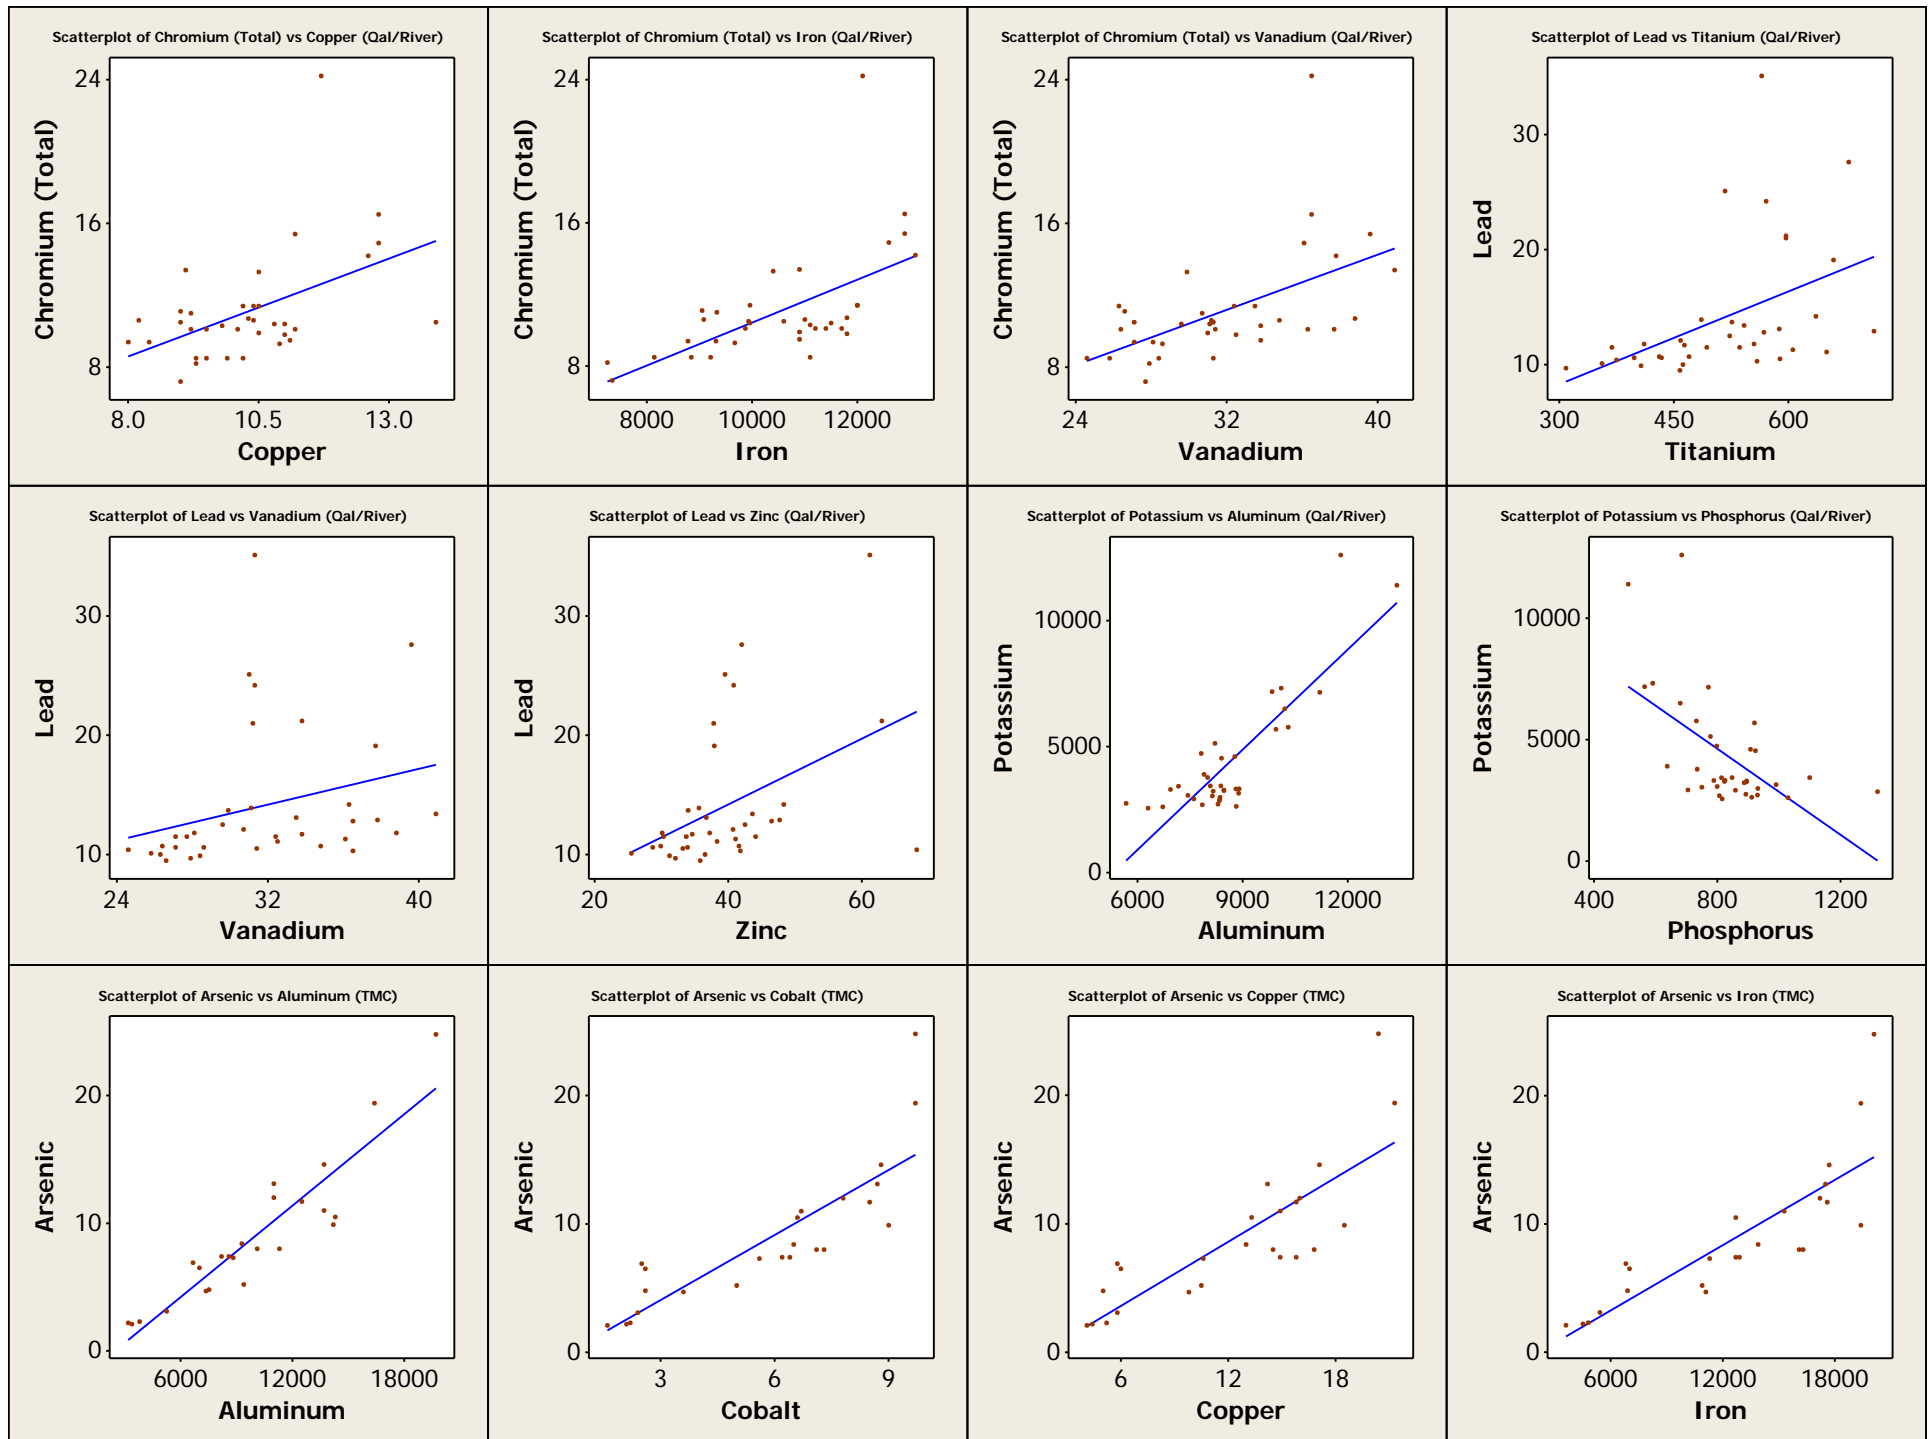 Scatterplot of Chromium (Total) vs Copper (Qal/River)
Chromium (Total)
24
16
8
8.0 10.5 13.0
Copper
Scatterplot of Chromium (Total) vs Iron (Qal/River)
Chromium (Total)
24
16
8
8000 10000 12000
Iron
Scatterplot of Chromium (Total) vs Vanadium (Qal/River)
Chromium (Total)
24
16
8
24 32 40
Vanadium
Scatterplot of Lead vs Titanium (Qal/River)
Lead
30
20
10
300 450 600
Titanium
Scatterplot of Lead vs Vanadium (Qal/River)
Lead
30
20
10
24 32 40
Vanadium
Scatterplot of Lead vs Zinc (Qal/River)
Lead
30
20
10
20 40 60
Zinc
Scatterplot of Potassium vs Aluminum (Qal/River)
Potassium
10000
5000
0
6000 9000 12000
Aluminum
Scatterplot of Potassium vs Phosphorus (Qal/River)
Potassium
10000
5000
0
400 800 1200
Phosphorus
Scatterplot of Arsenic vs Aluminum (TMC)
Arsenic
20
10
0
6000 12000 18000
Aluminum
Scatterplot of Arsenic vs Cobalt (TMC)
Arsenic
20
10
0
3 6 9
Cobalt
Scatterplot of Arsenic vs Copper (TMC)
Arsenic
20
10
0
6 12 18
Copper
Scatterplot of Arsenic vs Iron (TMC)
Arsenic
20
10
0
6000 12000 18000
Iron